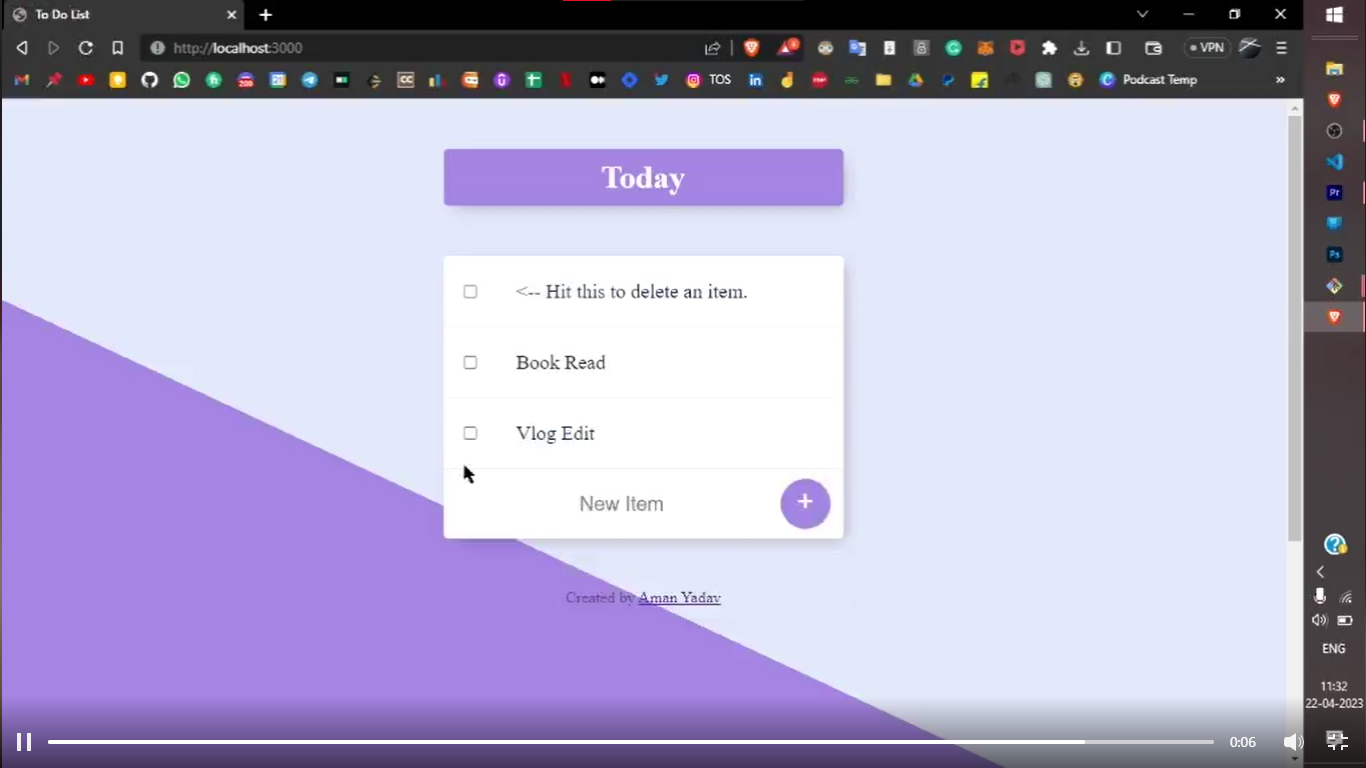 To Do List
http://localhost:3000
VPN
TOS
Podcast Temp
Today
<-- Hit this to delete an item.
Book Read
Vlog Edit
New Item
+
Created by Aman Yadav
ENG
11:32
22-04-2023
0:06